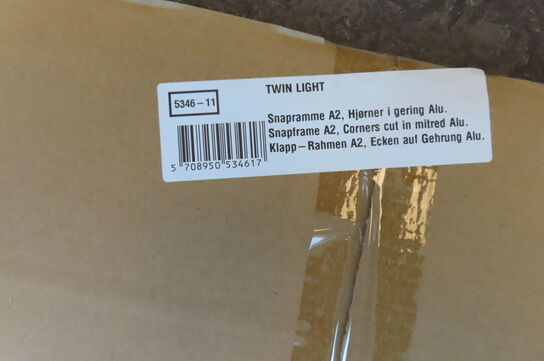 TWIN LIGHT
5346-11
Snapramme A2, Hjørner i gering Alu.
Snapframe A2, Corners cut in mitred Alu.
Klapp-Rahmen A2, Ecken auf Gehrung Alu.
5 708950 534617